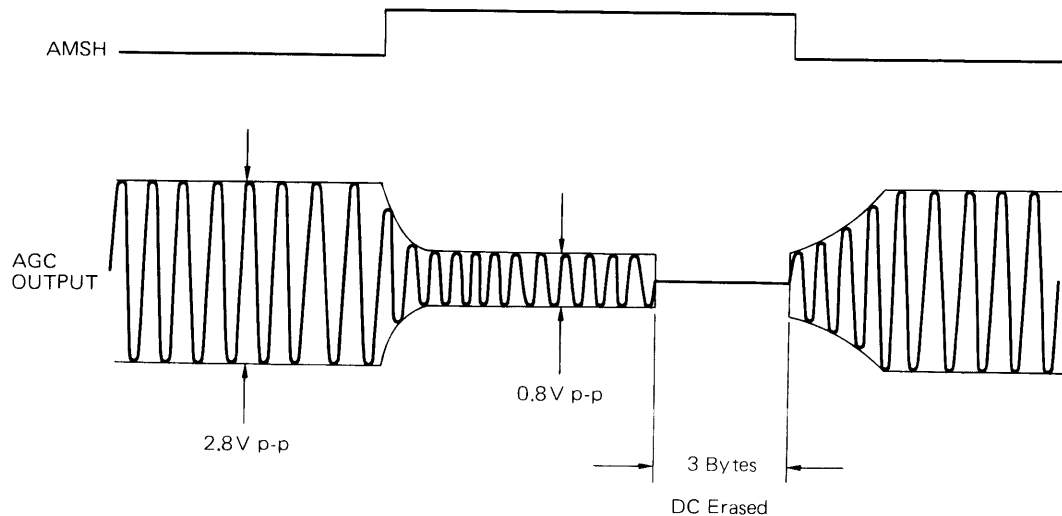 AMSH
AGC
OUTPUT
0.8V p-p
2.8V p-p
3 Bytes
DC Erased